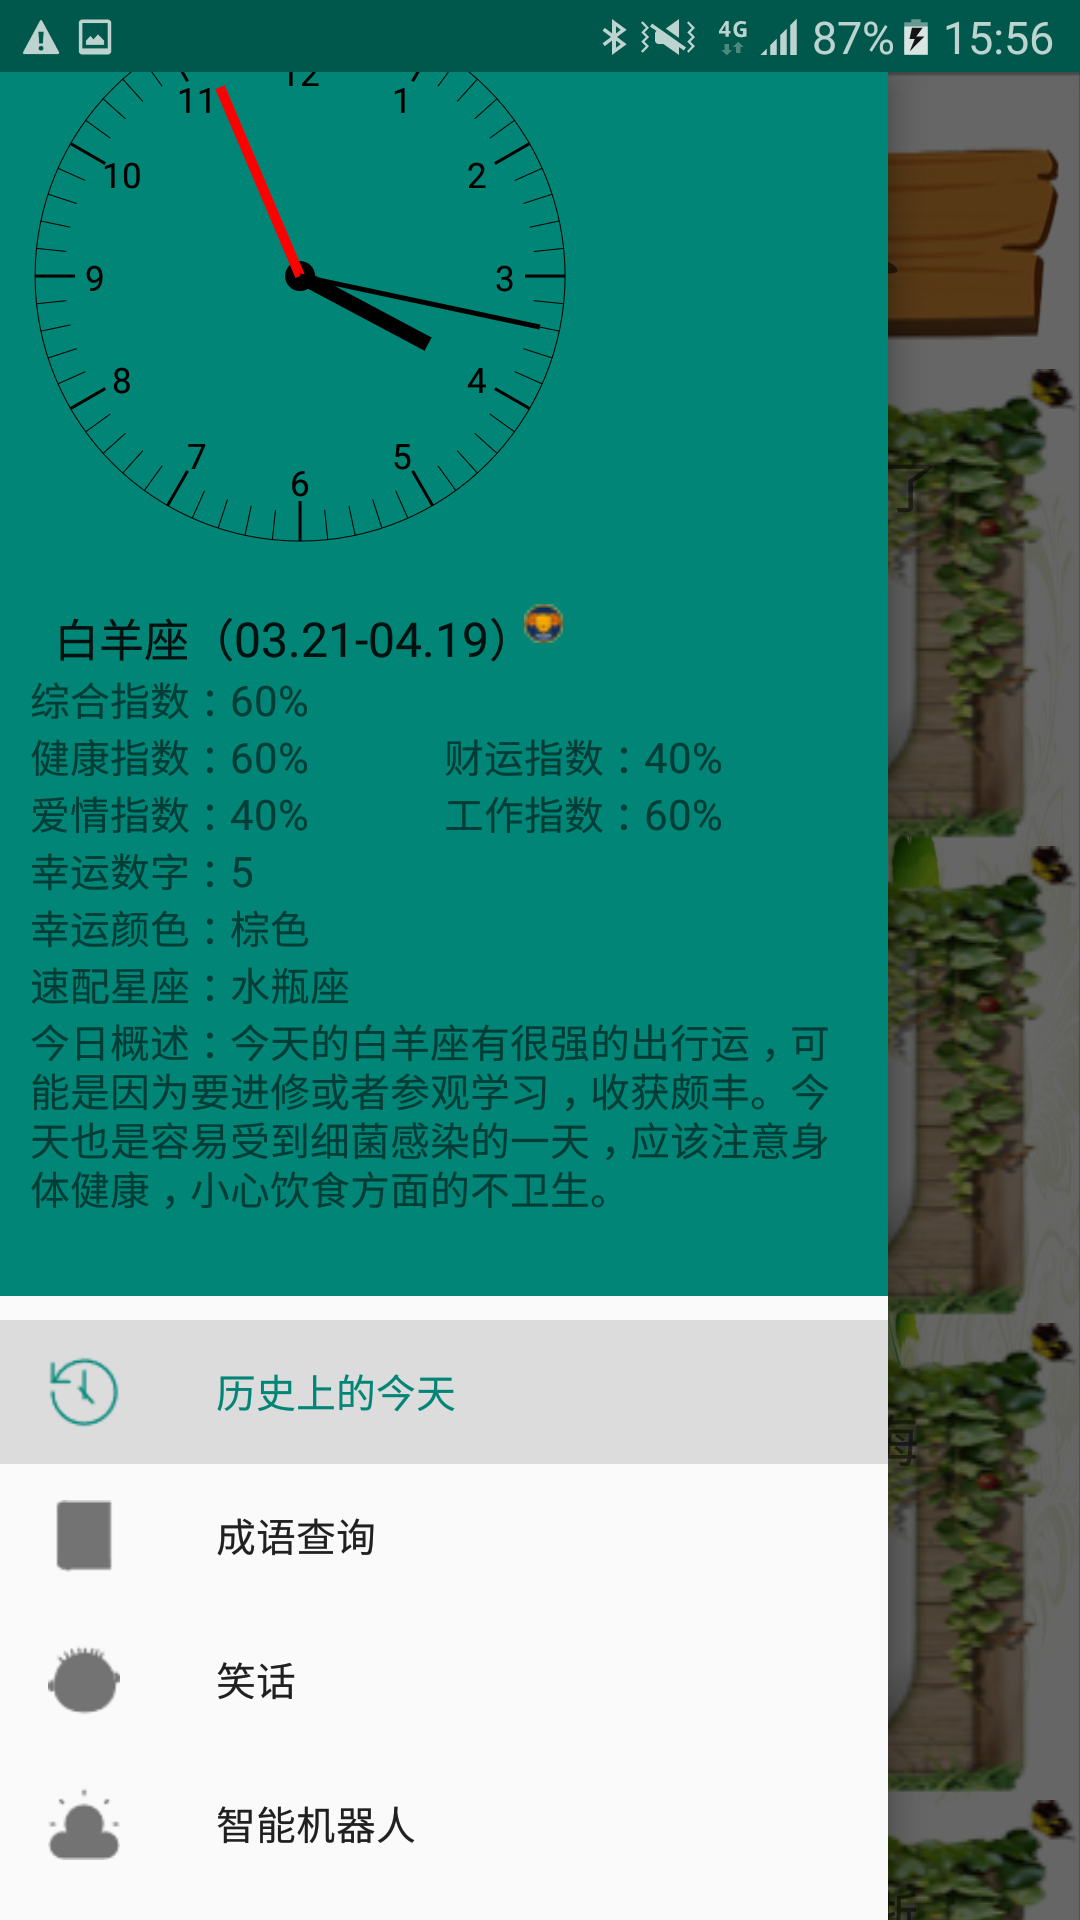 4G 87% 15:56
12
11 1
10 2
9 3
8 4
7 5
6
白羊座（03.21-04.19）
综合指数：60%
健康指数：60% 财运指数：40%
爱情指数：40% 工作指数：60%
幸运数字：5
幸运颜色：棕色
速配星座：水瓶座
今日概述：今天的白羊座有很强的出行运，可
能是因为要进修或者参观学习，收获颇丰。今
天也是容易受到细菌感染的一天，应该注意身
体健康，小心饮食方面的不卫生。
了
历史上的今天
成语查询
笑话
智能机器人